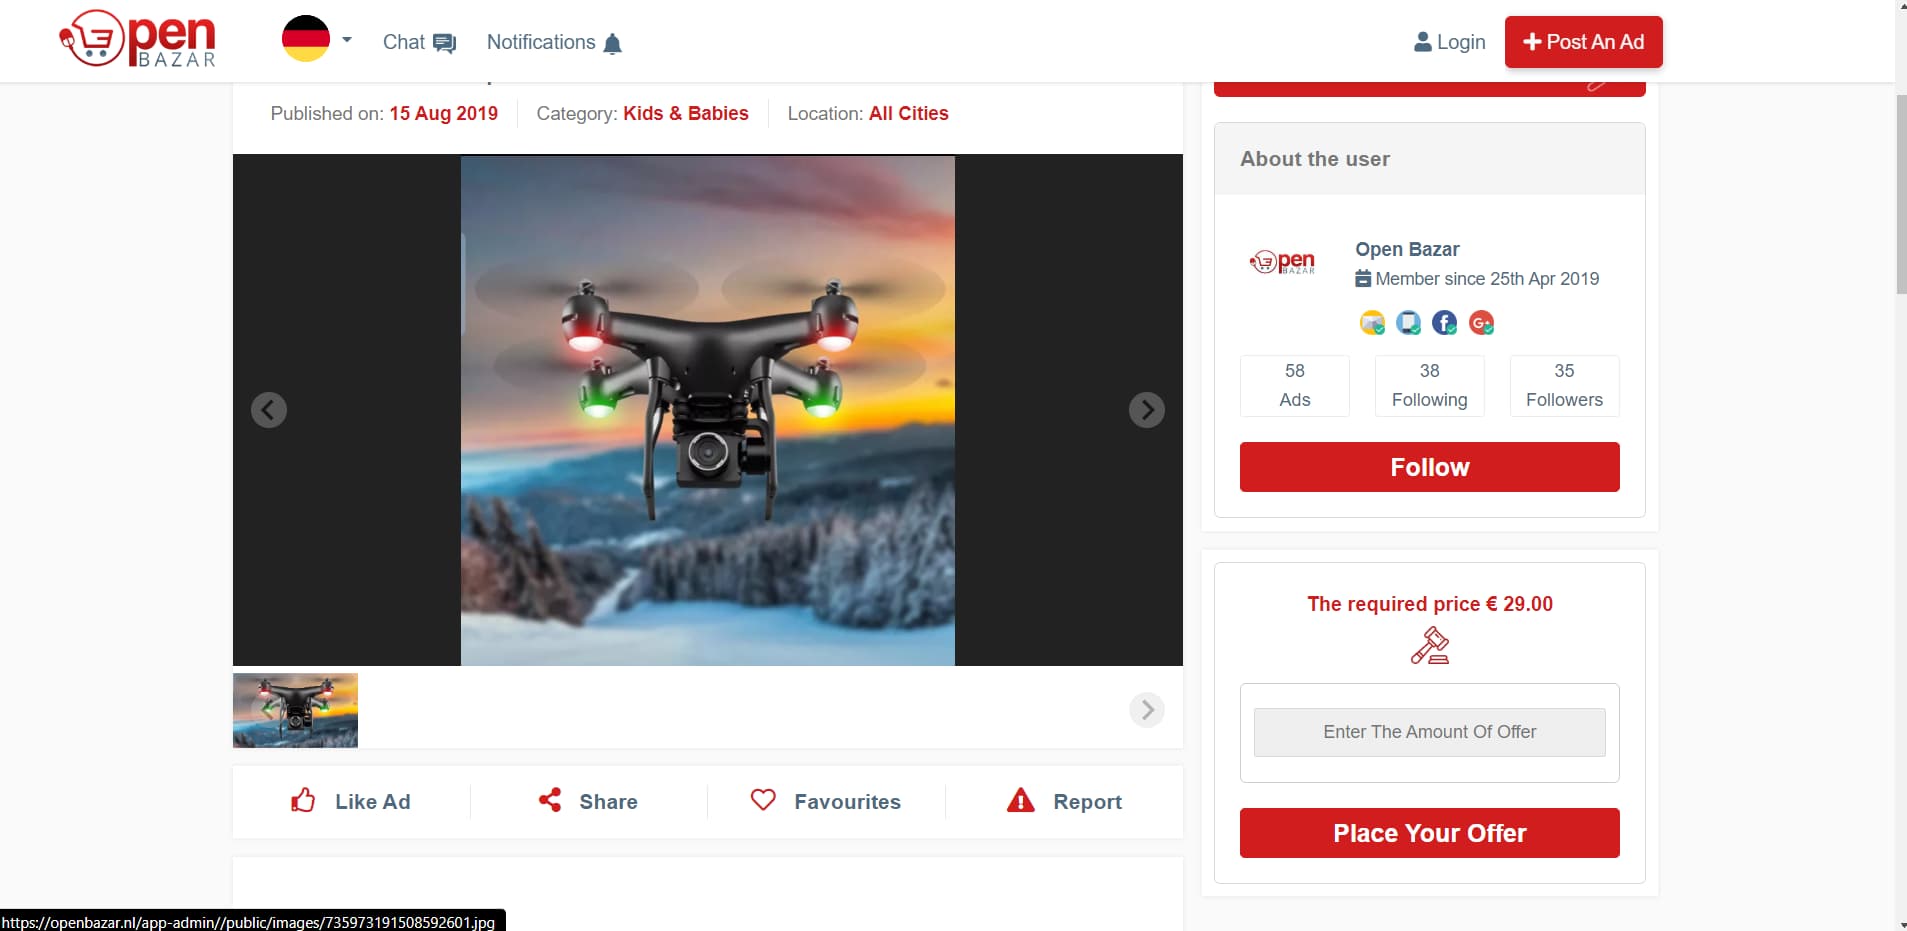 Open
BAZAR
Chat
Notifications
Login
Post An Ad
Published on: 15 Aug 2019
Category: Kids & Babies
Location: All Cities
Like Ad
Share
Favourites
Report
About the user
Open
BAZAR
Open Bazar
Member since 25th Apr 2019
f
G+
58
Ads
38
Following
35
Followers
Follow
The required price € 29.00
Enter The Amount Of Offer
Place Your Offer
https://openbazar.nl/app-admin//public/images/735973191508592601.jpg